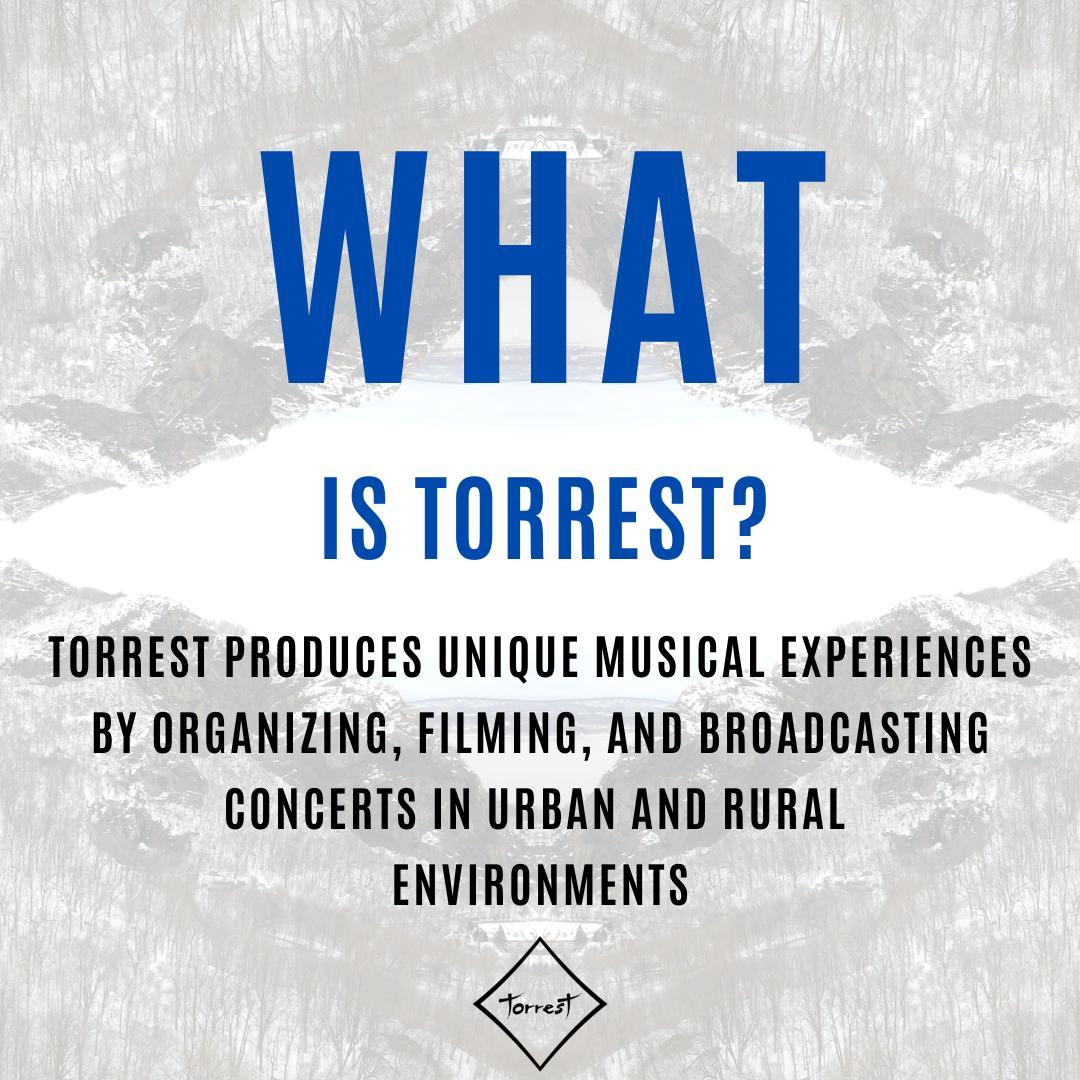 WHAT
IS TORREST?
TORREST PRODUCES UNIQUE MUSICAL EXPERIENCES
BY ORGANIZING, FILMING, AND BROADCASTING
CONCERTS IN URBAN AND RURAL
ENVIRONMENTS
Torrest